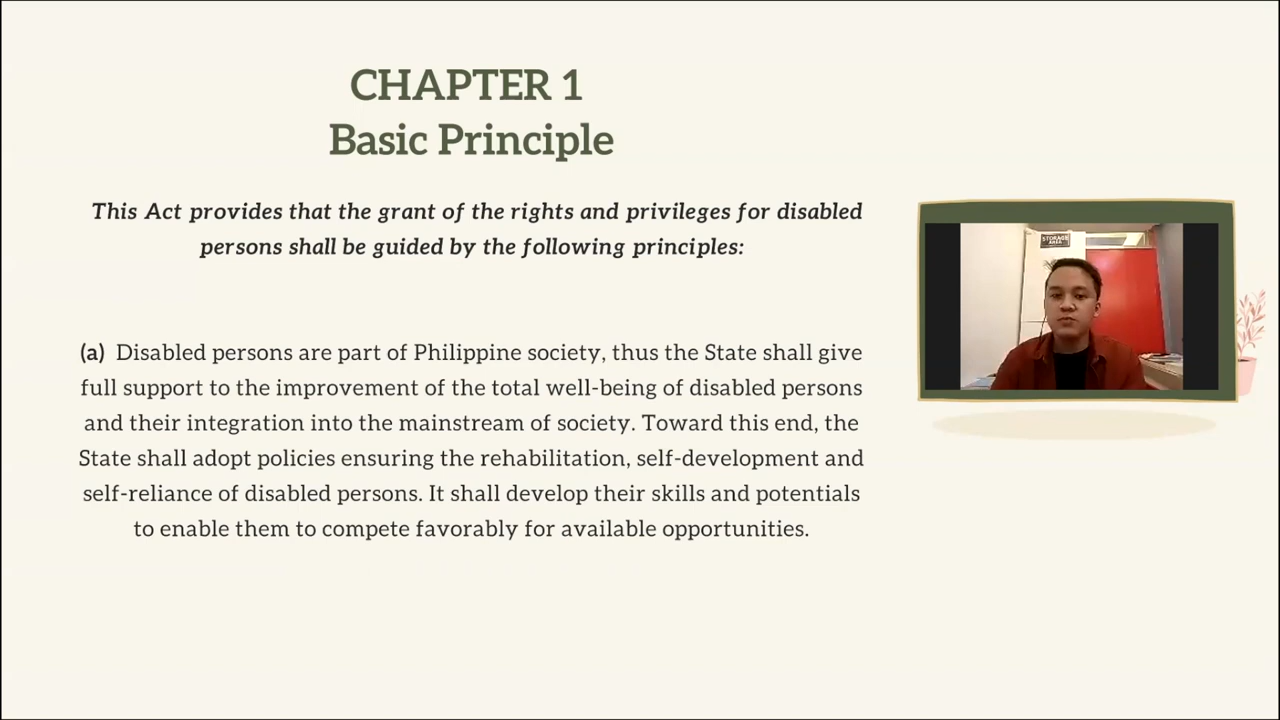 CHAPTER 1
Basic Principle
This Act provides that the grant of the rights and privileges for disabled
persons shall be guided by the following principles:
(a) Disabled persons are part of Philippine society, thus the State shall give
full support to the improvement of the total well-being of disabled persons
and their integration into the mainstream of society. Toward this end, the
State shall adopt policies ensuring the rehabilitation, self-development and
self-reliance of disabled persons. It shall develop their skills and potentials
to enable them to compete favorably for available opportunities.
STORAGE
AREA